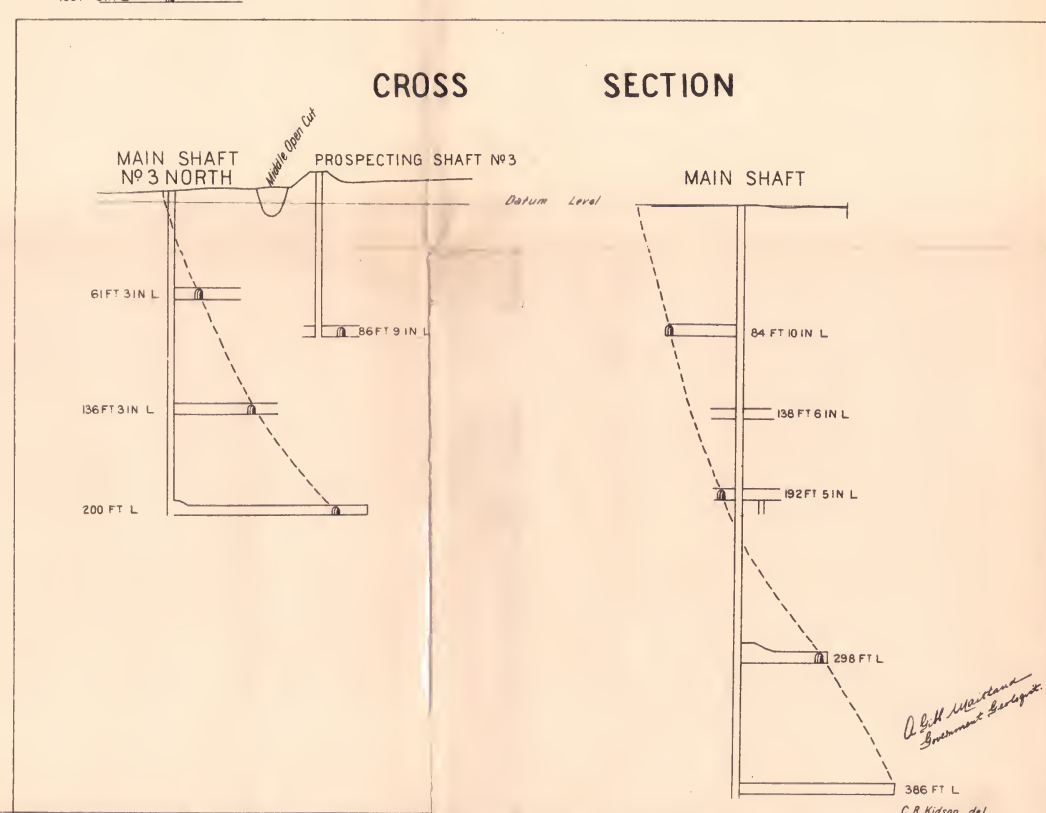 CROSS SECTION
Middle Open Cut
MAIN SHAFT
Nº 3 NORTH
PROSPECTING SHAFT Nº3
MAIN SHAFT
Datum Level
61 FT 3 IN L
86 FT 9 IN L
84 FT 10 IN L
136 FT 3 IN L
138 FT 6 IN L
192 FT 5 IN L
200 FT L
298 FT L
A Gibb Maitland
Government Geologist.
386 FT L
C.B. Kidson del